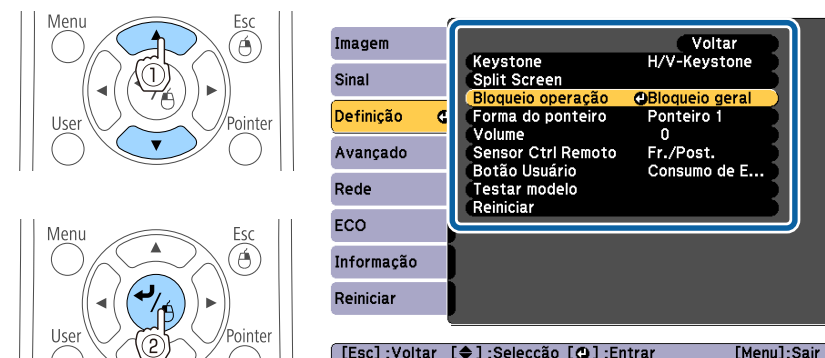 Menu
Esc
1
User
Pointer
Menu
Esc
2
User
Pointer
Imagem
Sinal
Definição
Avançado
Rede
ECO
Informação
Reiniciar
Voltar
Keystone H/V-Keystone
Split Screen
Bloqueio operação Bloqueio geral
Forma do ponteiro Ponteiro 1
Volume 0
Sensor Ctrl Remoto Fr./Post.
Botão Usuário Consumo de E...
Testar modelo
Reiniciar
[Esc] :Voltar [◆] :Selecção [⏎] :Entrar [Menu]:Sair